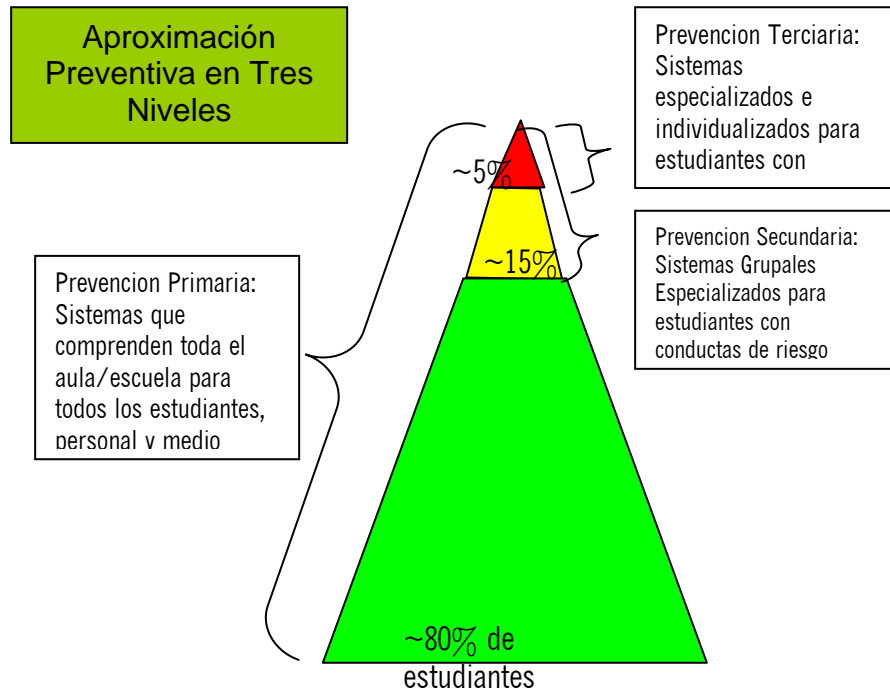 Aproximación
Preventiva en Tres
Niveles
Prevencion Terciaria:
Sistemas
especializados e
individualizados para
estudiantes con
~5%
Prevencion Secundaria:
Sistemas Grupales
Especializados para
estudiantes con
conductas de riesgo
~15%
Prevencion Primaria:
Sistemas que
comprenden toda el
aula/escuela para
todos los estudiantes,
personal y medio
~80% de
estudiantes